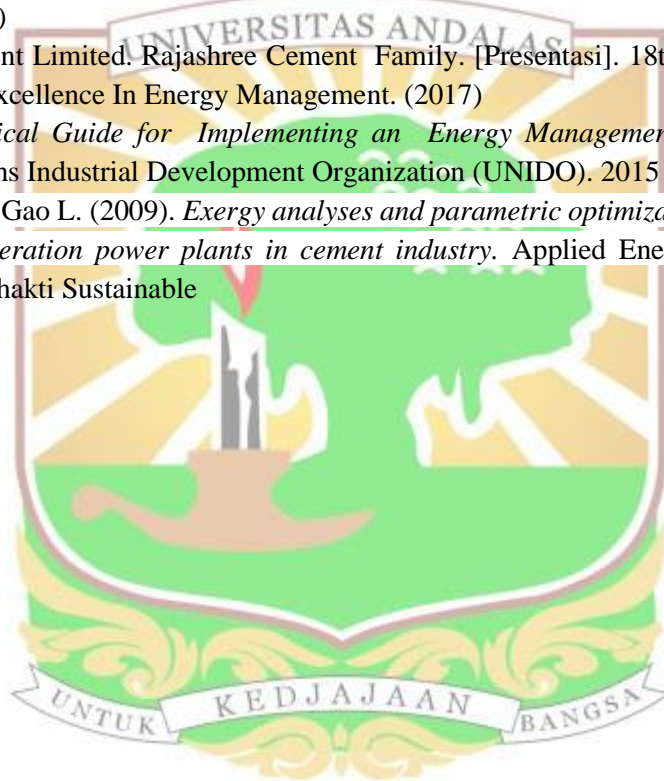 )
UNIVERSITAS ANDALAS
ent Limited. Rajashree Cement Family. [Presentasi]. 18t
Excellence In Energy Management. (2017)
ical Guide for Implementing an Energy Managemen
ns Industrial Development Organization (UNIDO). 2015
Gao L. (2009). Exergy analyses and parametric optimiza
eration power plants in cement industry. Applied Ene
hakti Sustainable
UNTUK KEDJAJAAN BANGSA